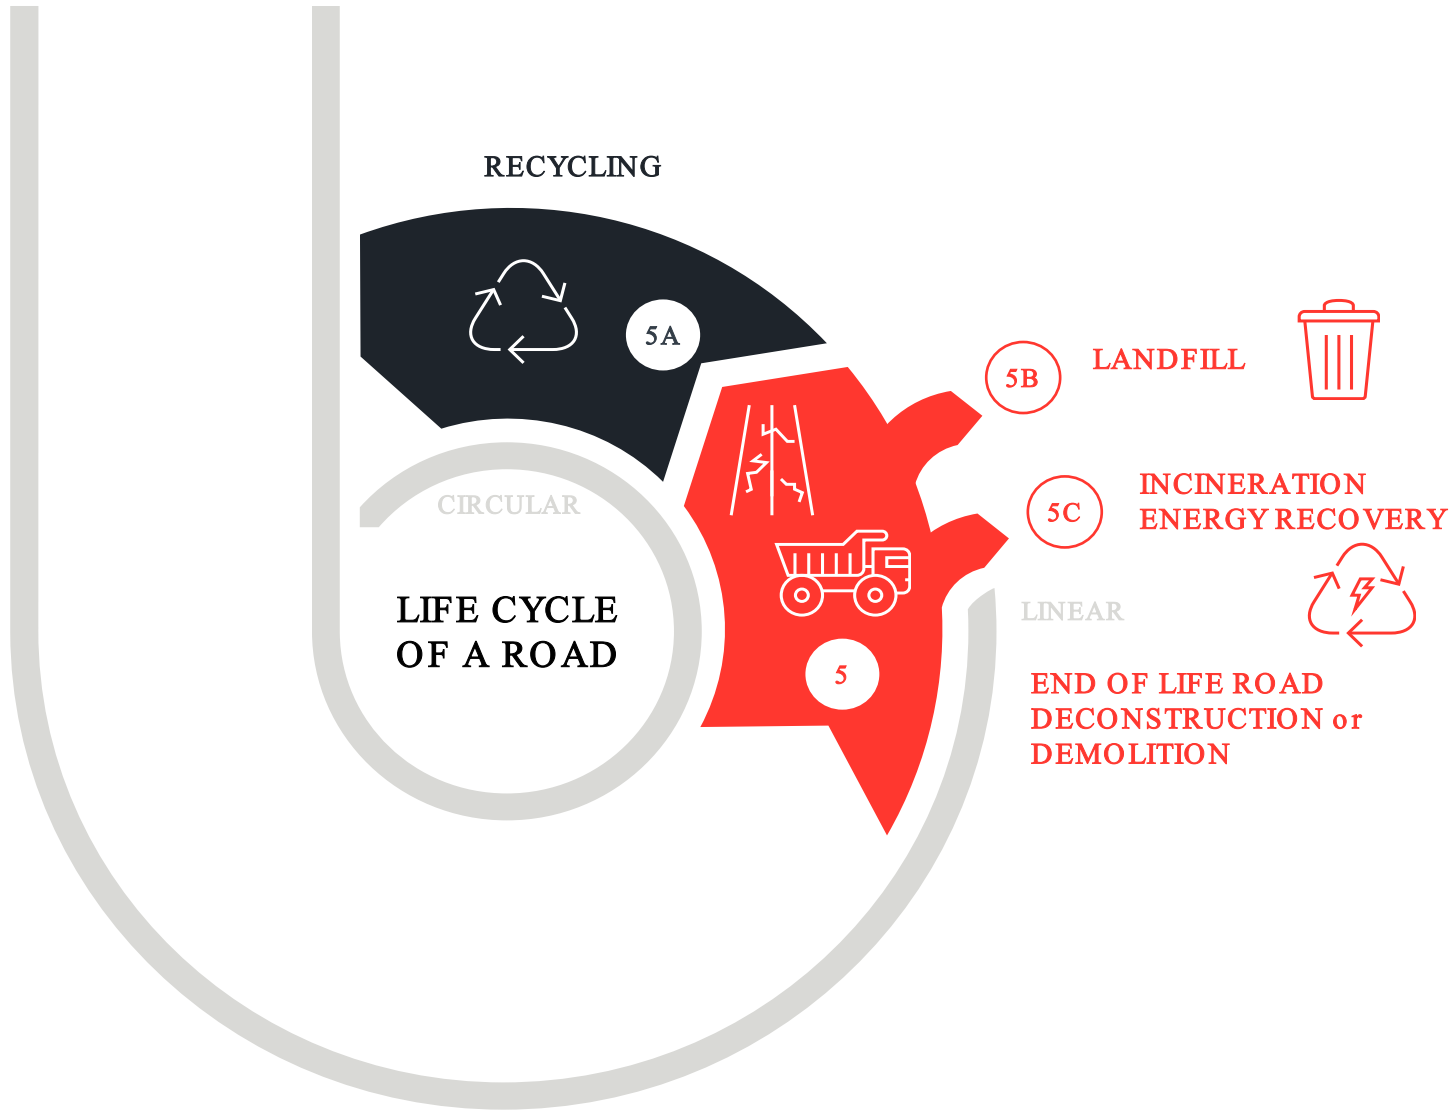 RECYCLING
5A
5B
LANDFILL
INCINERATION
ENERGY RECOVERY
5C
CIRCULAR
LIFE CYCLE
OF A ROAD
LINEAR
5
END OF LIFE ROAD
DECONSTRUCTION or
DEMOLITION